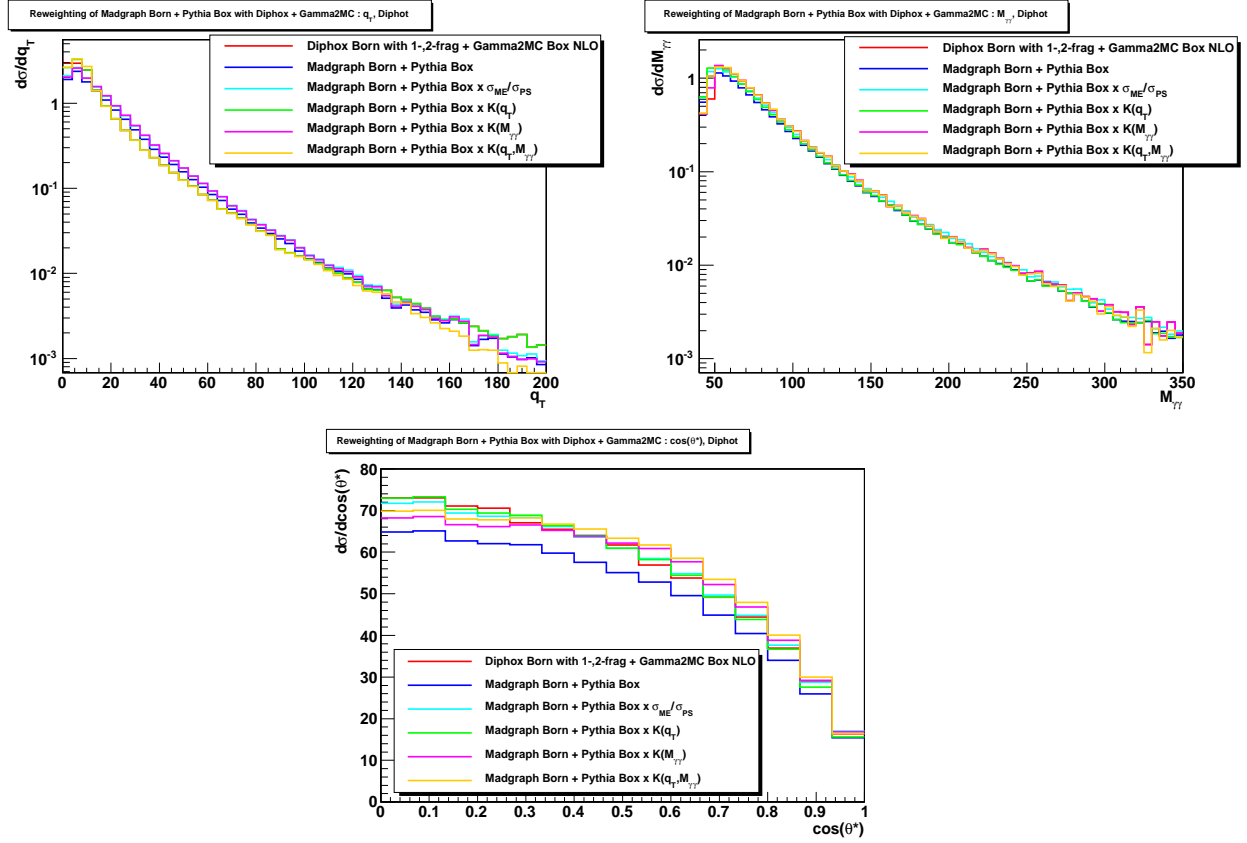 Reweighting of Madgraph Born + Pythia Box with Diphox + Gamma2MC : q_T, Diphot
dσ/dq_T
Diphox Born with 1-,2-frag + Gamma2MC Box NLO
Madgraph Born + Pythia Box
Madgraph Born + Pythia Box x σ_ME/σ_PS
Madgraph Born + Pythia Box x K(q_T)
Madgraph Born + Pythia Box x K(M_γγ)
Madgraph Born + Pythia Box x K(q_T,M_γγ)
1
10^-1
10^-2
10^-3
0 20 40 60 80 100 120 140 160 180 200
q_T
Reweighting of Madgraph Born + Pythia Box with Diphox + Gamma2MC : M_γγ, Diphot
dσ/dM_γγ
Diphox Born with 1-,2-frag + Gamma2MC Box NLO
Madgraph Born + Pythia Box
Madgraph Born + Pythia Box x σ_ME/σ_PS
Madgraph Born + Pythia Box x K(q_T)
Madgraph Born + Pythia Box x K(M_γγ)
Madgraph Born + Pythia Box x K(q_T,M_γγ)
1
10^-1
10^-2
10^-3
50 100 150 200 250 300 350
M_γγ
Reweighting of Madgraph Born + Pythia Box with Diphox + Gamma2MC : cos(θ*), Diphot
dσ/dcos(θ*)
80
70
60
50
40
30
20
10
0
Diphox Born with 1-,2-frag + Gamma2MC Box NLO
Madgraph Born + Pythia Box
Madgraph Born + Pythia Box x σ_ME/σ_PS
Madgraph Born + Pythia Box x K(q_T)
Madgraph Born + Pythia Box x K(M_γγ)
Madgraph Born + Pythia Box x K(q_T,M_γγ)
0 0.1 0.2 0.3 0.4 0.5 0.6 0.7 0.8 0.9 1
cos(θ*)